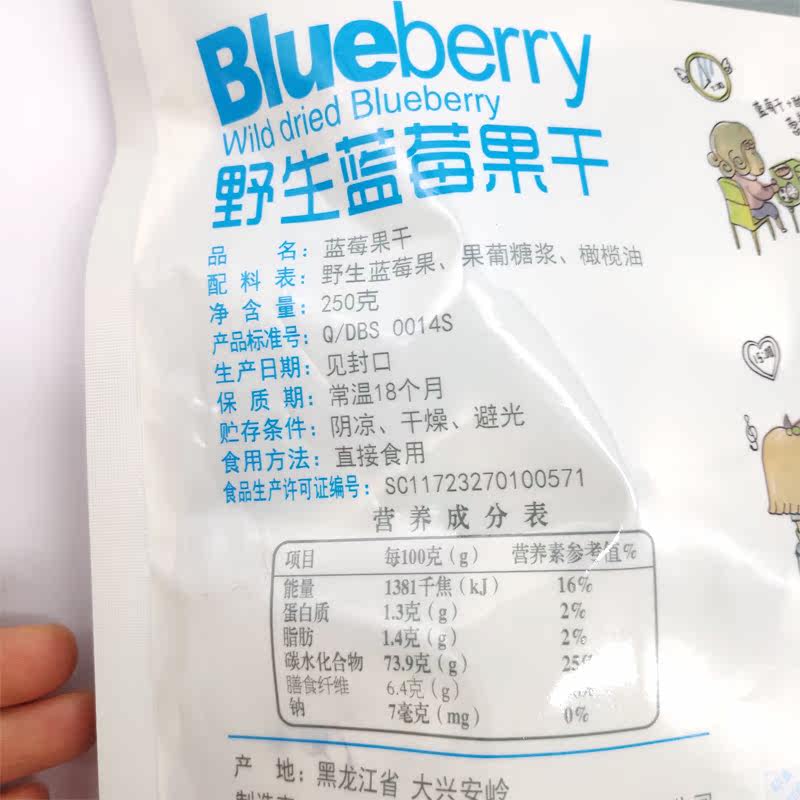 Blueberry
Wild dried Blueberry
野生蓝莓果干
品 名：蓝莓果干
配 料 表：野生蓝莓果、果葡糖浆、橄榄油
净 含 量：250克
产品标准号：Q/DBS 0014S
生产日期：见封口
保 质 期：常温18个月
贮存条件：阴凉、干燥、避光
食用方法：直接食用
食品生产许可证编号：SC11723270100571
营养成分表
项目 每100克（g） 营养素参考值%
能量 1381千焦（kJ） 16%
蛋白质 1.3克（g） 2%
脂肪 1.4克（g） 2%
碳水化合物 73.9克（g）
膳食纤维 6.4克（g）
钠 7毫克（mg） 0%
产 地：黑龙江省 大兴安岭